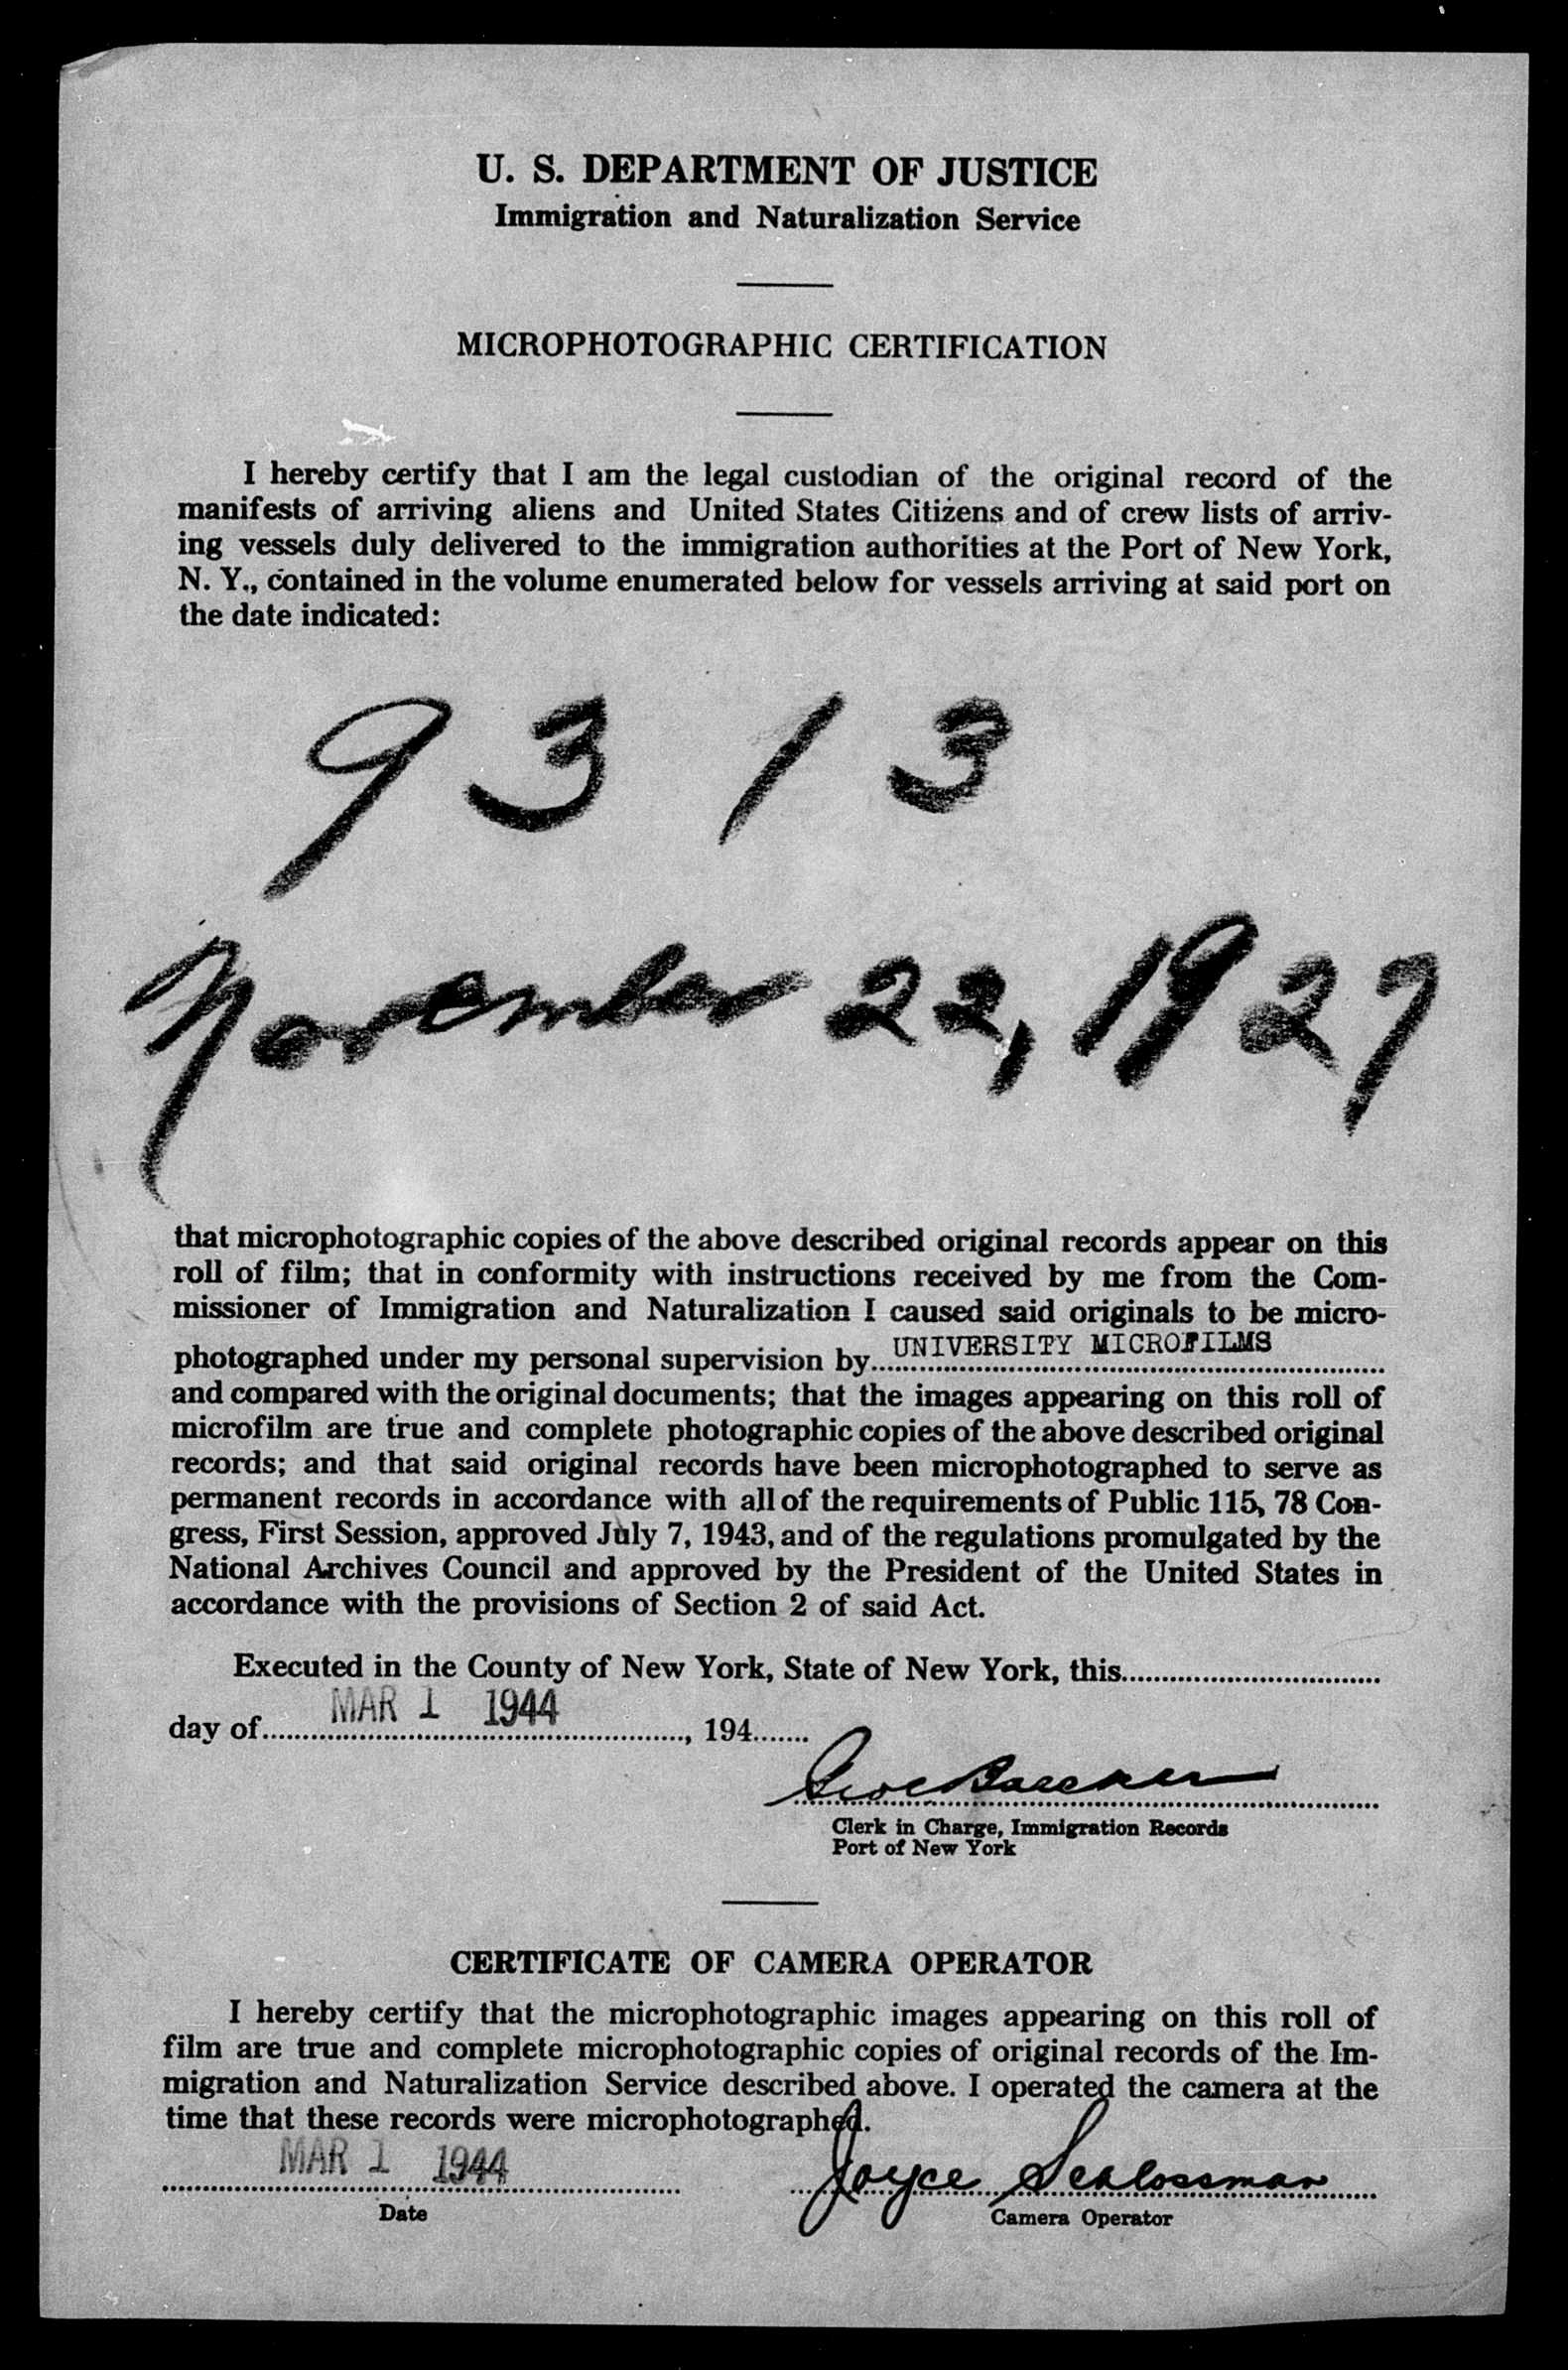 U. S. DEPARTMENT OF JUSTICE
Immigration and Naturalization Service
MICROPHOTOGRAPHIC CERTIFICATION
I hereby certify that I am the legal custodian of the original record of the
manifests of arriving aliens and United States Citizens and of crew lists of arriv-
ing vessels duly delivered to the immigration authorities at the Port of New York,
N. Y., contained in the volume enumerated below for vessels arriving at said port on
the date indicated:
9313
November 22, 1927
that microphotographic copies of the above described original records appear on this
roll of film; that in conformity with instructions received by me from the Com-
missioner of Immigration and Naturalization I caused said originals to be micro-
photographed under my personal supervision by UNIVERSITY MICROFILMS
and compared with the original documents; that the images appearing on this roll of
microfilm are true and complete photographic copies of the above described original
records; and that said original records have been microphotographed to serve as
permanent records in accordance with all of the requirements of Public 115, 78 Con-
gress, First Session, approved July 7, 1943, and of the regulations promulgated by the
National Archives Council and approved by the President of the United States in
accordance with the provisions of Section 2 of said Act.
Executed in the County of New York, State of New York, this
day of MAR 1 1944, 194
Clerk in Charge, Immigration Records
Port of New York
CERTIFICATE OF CAMERA OPERATOR
I hereby certify that the microphotographic images appearing on this roll of
film are true and complete microphotographic copies of original records of the Im-
migration and Naturalization Service described above. I operated the camera at the
time that these records were microphotographed.
MAR 1 1944 Joyce Schlossman
Date Camera Operator